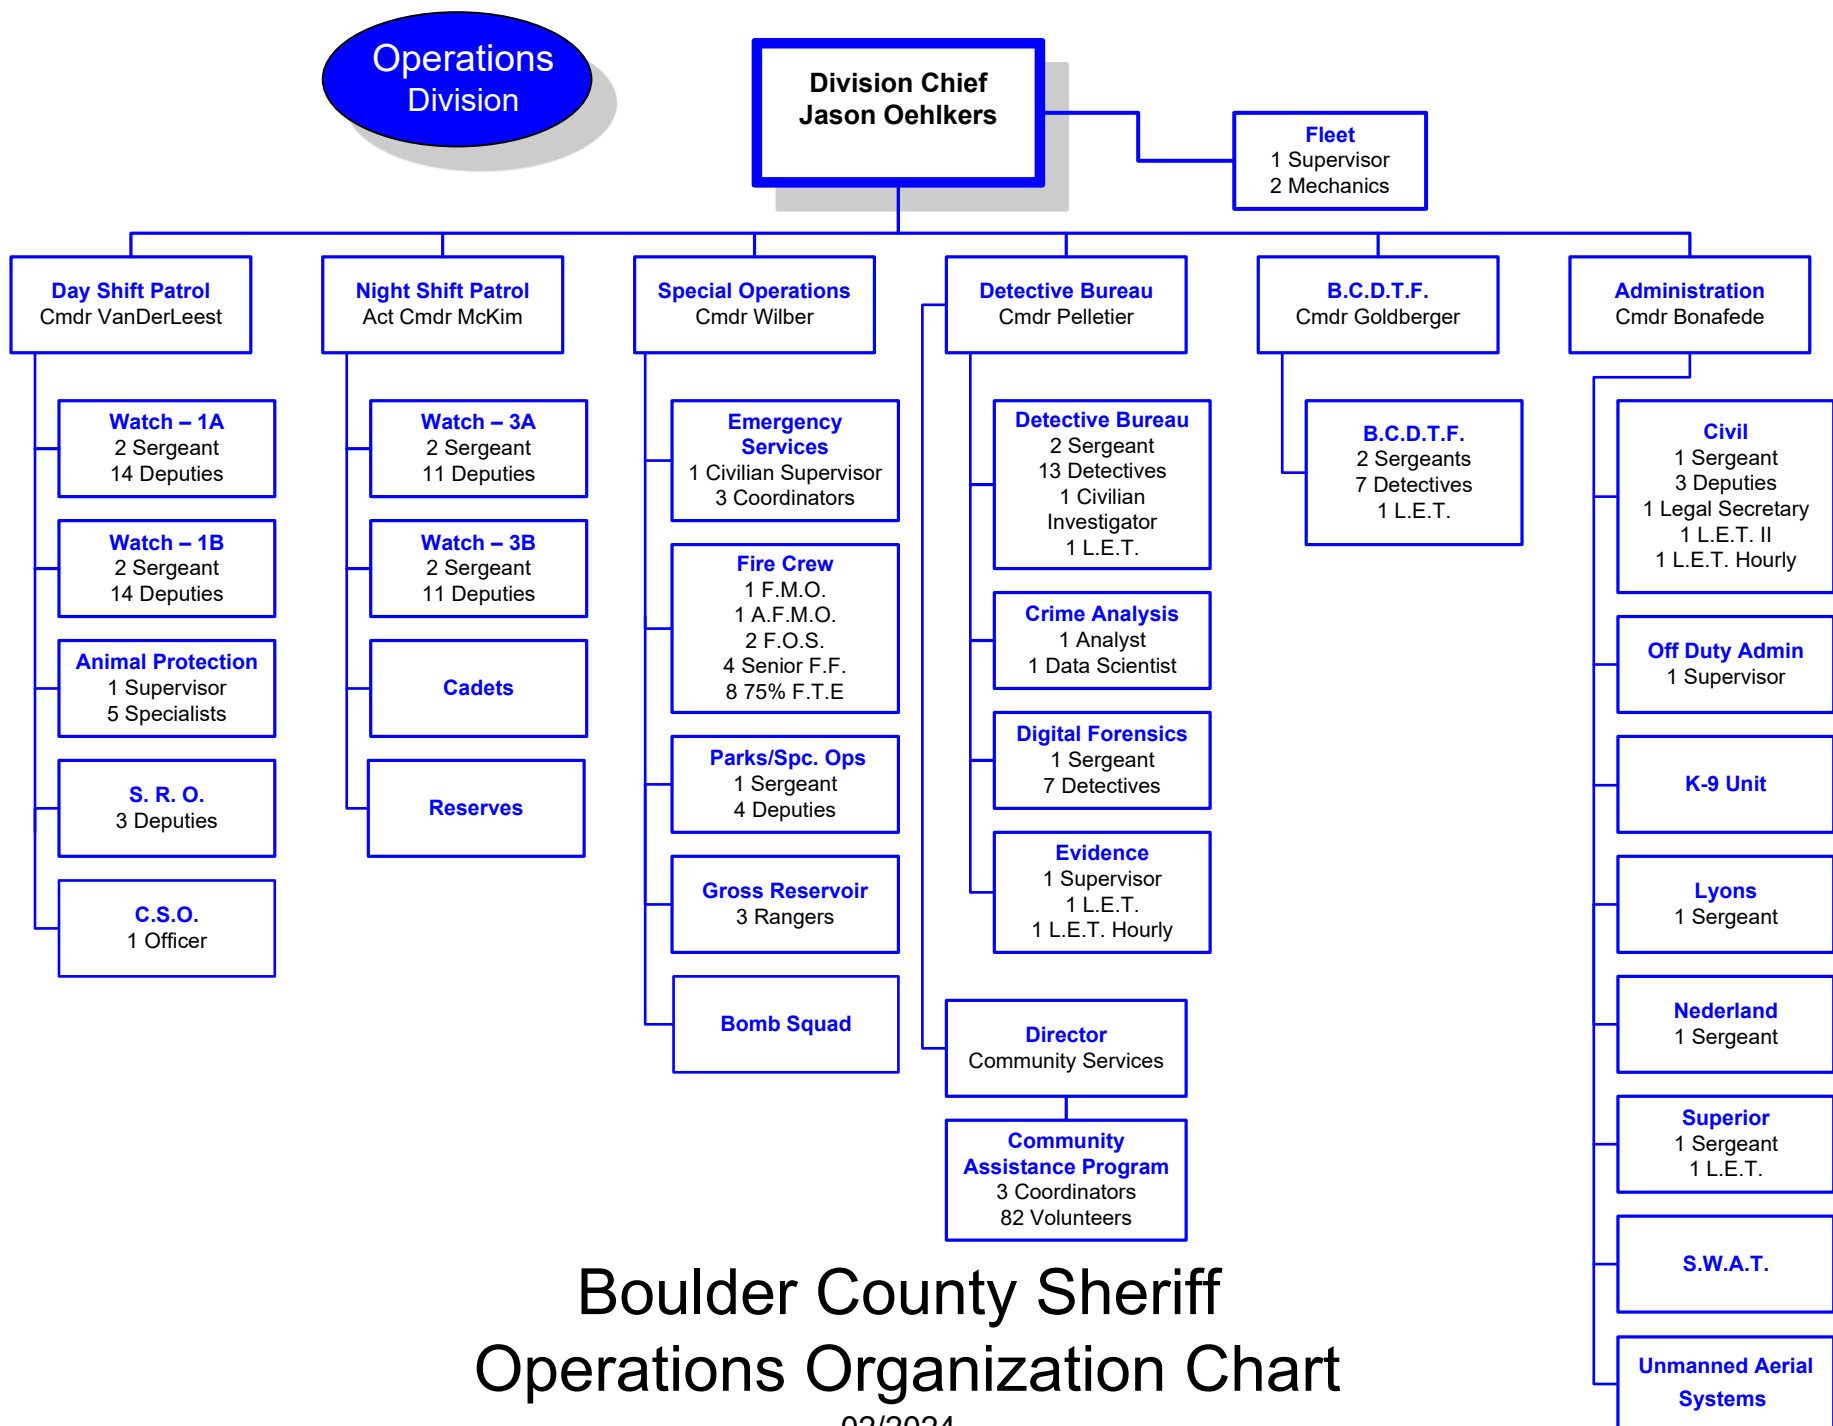 Operations
Division
Division Chief
Jason Oehlkers
Fleet
1 Supervisor
2 Mechanics
Day Shift Patrol
Cmdr VanDerLeest
Night Shift Patrol
Act Cmdr McKim
Special Operations
Cmdr Wilber
Detective Bureau
Cmdr Pelletier
B.C.D.T.F.
Cmdr Goldberger
Administration
Cmdr Bonafede
Watch – 1A
2 Sergeant
14 Deputies
Watch – 1B
2 Sergeant
14 Deputies
Animal Protection
1 Supervisor
5 Specialists
S. R. O.
3 Deputies
C.S.O.
1 Officer
Watch – 3A
2 Sergeant
11 Deputies
Watch – 3B
2 Sergeant
11 Deputies
Cadets
Reserves
Emergency
Services
1 Civilian Supervisor
3 Coordinators
Fire Crew
1 F.M.O.
1 A.F.M.O.
2 F.O.S.
4 Senior F.F.
8 75% F.T.E
Parks/Spc. Ops
1 Sergeant
4 Deputies
Gross Reservoir
3 Rangers
Bomb Squad
Detective Bureau
2 Sergeant
13 Detectives
1 Civilian
Investigator
1 L.E.T.
Crime Analysis
1 Analyst
1 Data Scientist
Digital Forensics
1 Sergeant
7 Detectives
Evidence
1 Supervisor
1 L.E.T.
1 L.E.T. Hourly
Director
Community Services
Community
Assistance Program
3 Coordinators
82 Volunteers
B.C.D.T.F.
2 Sergeants
7 Detectives
1 L.E.T.
Civil
1 Sergeant
3 Deputies
1 Legal Secretary
1 L.E.T. II
1 L.E.T. Hourly
Off Duty Admin
1 Supervisor
K-9 Unit
Lyons
1 Sergeant
Nederland
1 Sergeant
Superior
1 Sergeant
1 L.E.T.
S.W.A.T.
Unmanned Aerial
Systems
Boulder County Sheriff
Operations Organization Chart
02/2024